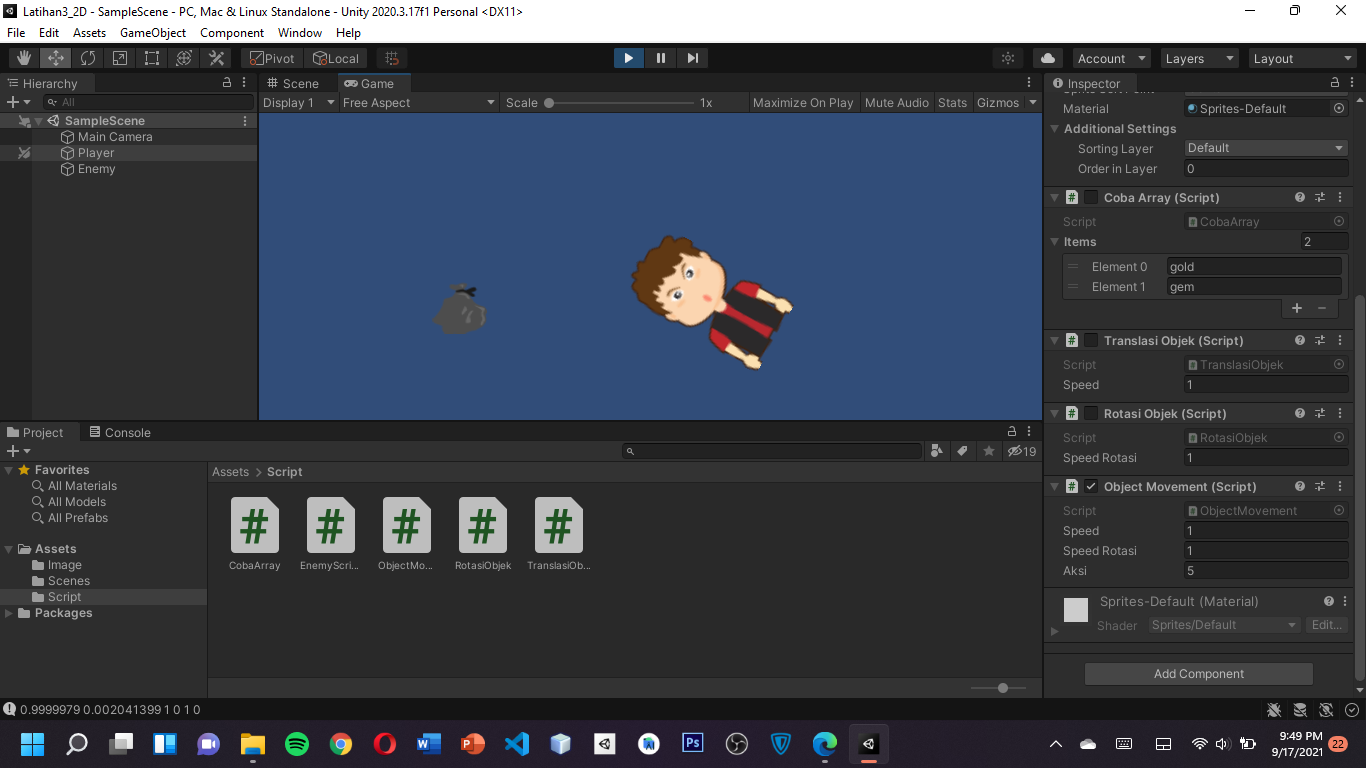 Latihan3_2D - SampleScene - PC, Mac & Linux Standalone - Unity 2020.3.17f1 Personal <DX11>
File Edit Assets GameObject Component Window Help
Pivot Local Account Layers Layout
Hierarchy
All
SampleScene
Main Camera
Player
Enemy
Scene Game
Display 1 Free Aspect Scale 1x Maximize On Play Mute Audio Stats Gizmos
Inspector
Material Sprites-Default
Additional Settings
Sorting Layer Default
Order in Layer 0
# Coba Array (Script)
Script CobaArray
Items 2
Element 0 gold
Element 1 gem
+ −
# Translasi Objek (Script)
Script TranslasiObjek
Speed 1
# Rotasi Objek (Script)
Script RotasiObjek
Speed Rotasi 1
# Object Movement (Script)
Script ObjectMovement
Speed 1
Speed Rotasi 1
Aksi 5
Sprites-Default (Material)
Shader Sprites/Default Edit...
Add Component
Project Console
19
Favorites
All Materials
All Models
All Prefabs
Assets
Image
Scenes
Script
Packages
Assets > Script
# # # # #
CobaArray EnemyScri... ObjectMo... RotasiObjek TranslasiOb...
0.9999979 0.002041399 1 0 1 0
W P Ps
9:49 PM
9/17/2021 22